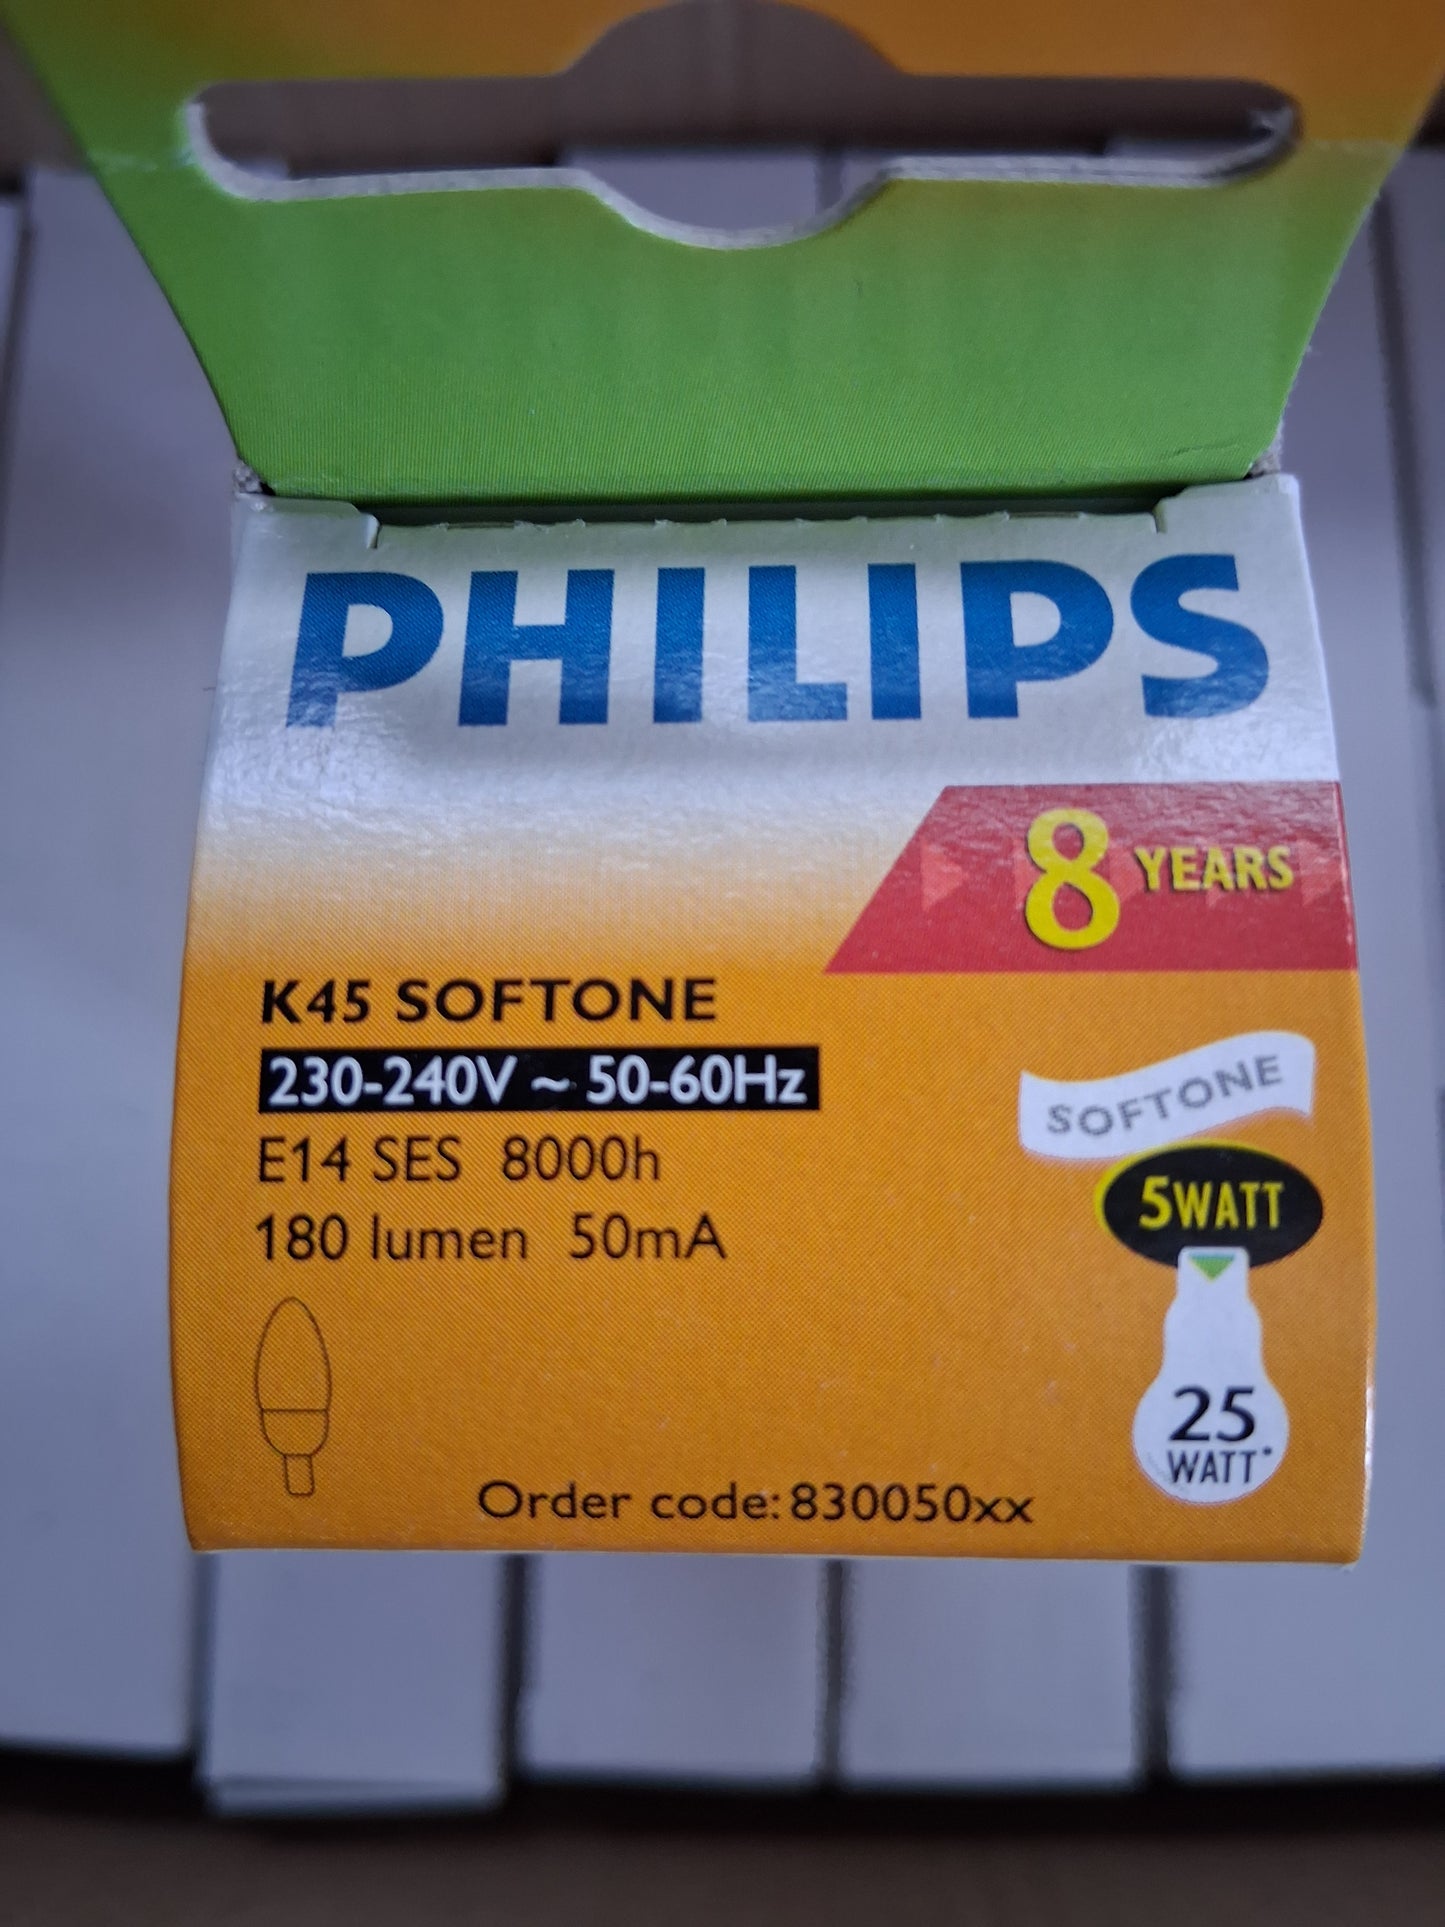 PHILIPS
8 YEARS
K45 SOFTONE
230-240V ~ 50-60Hz
E14 SES 8000h
180 lumen 50mA
SOFTONE
5WATT
25
WATT*
Order code: 830050xx